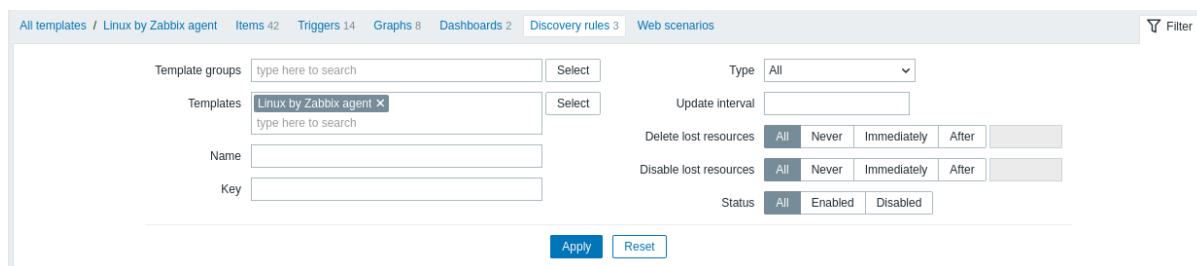 All templates / Linux by Zabbix agent Items 42 Triggers 14 Graphs 8 Dashboards 2 Discovery rules 3 Web scenarios Filter
Template groups type here to search Select
Templates Linux by Zabbix agent × Select
type here to search
Name
Key
Type All
Update interval
Delete lost resources All Never Immediately After
Disable lost resources All Never Immediately After
Status All Enabled Disabled
Apply Reset